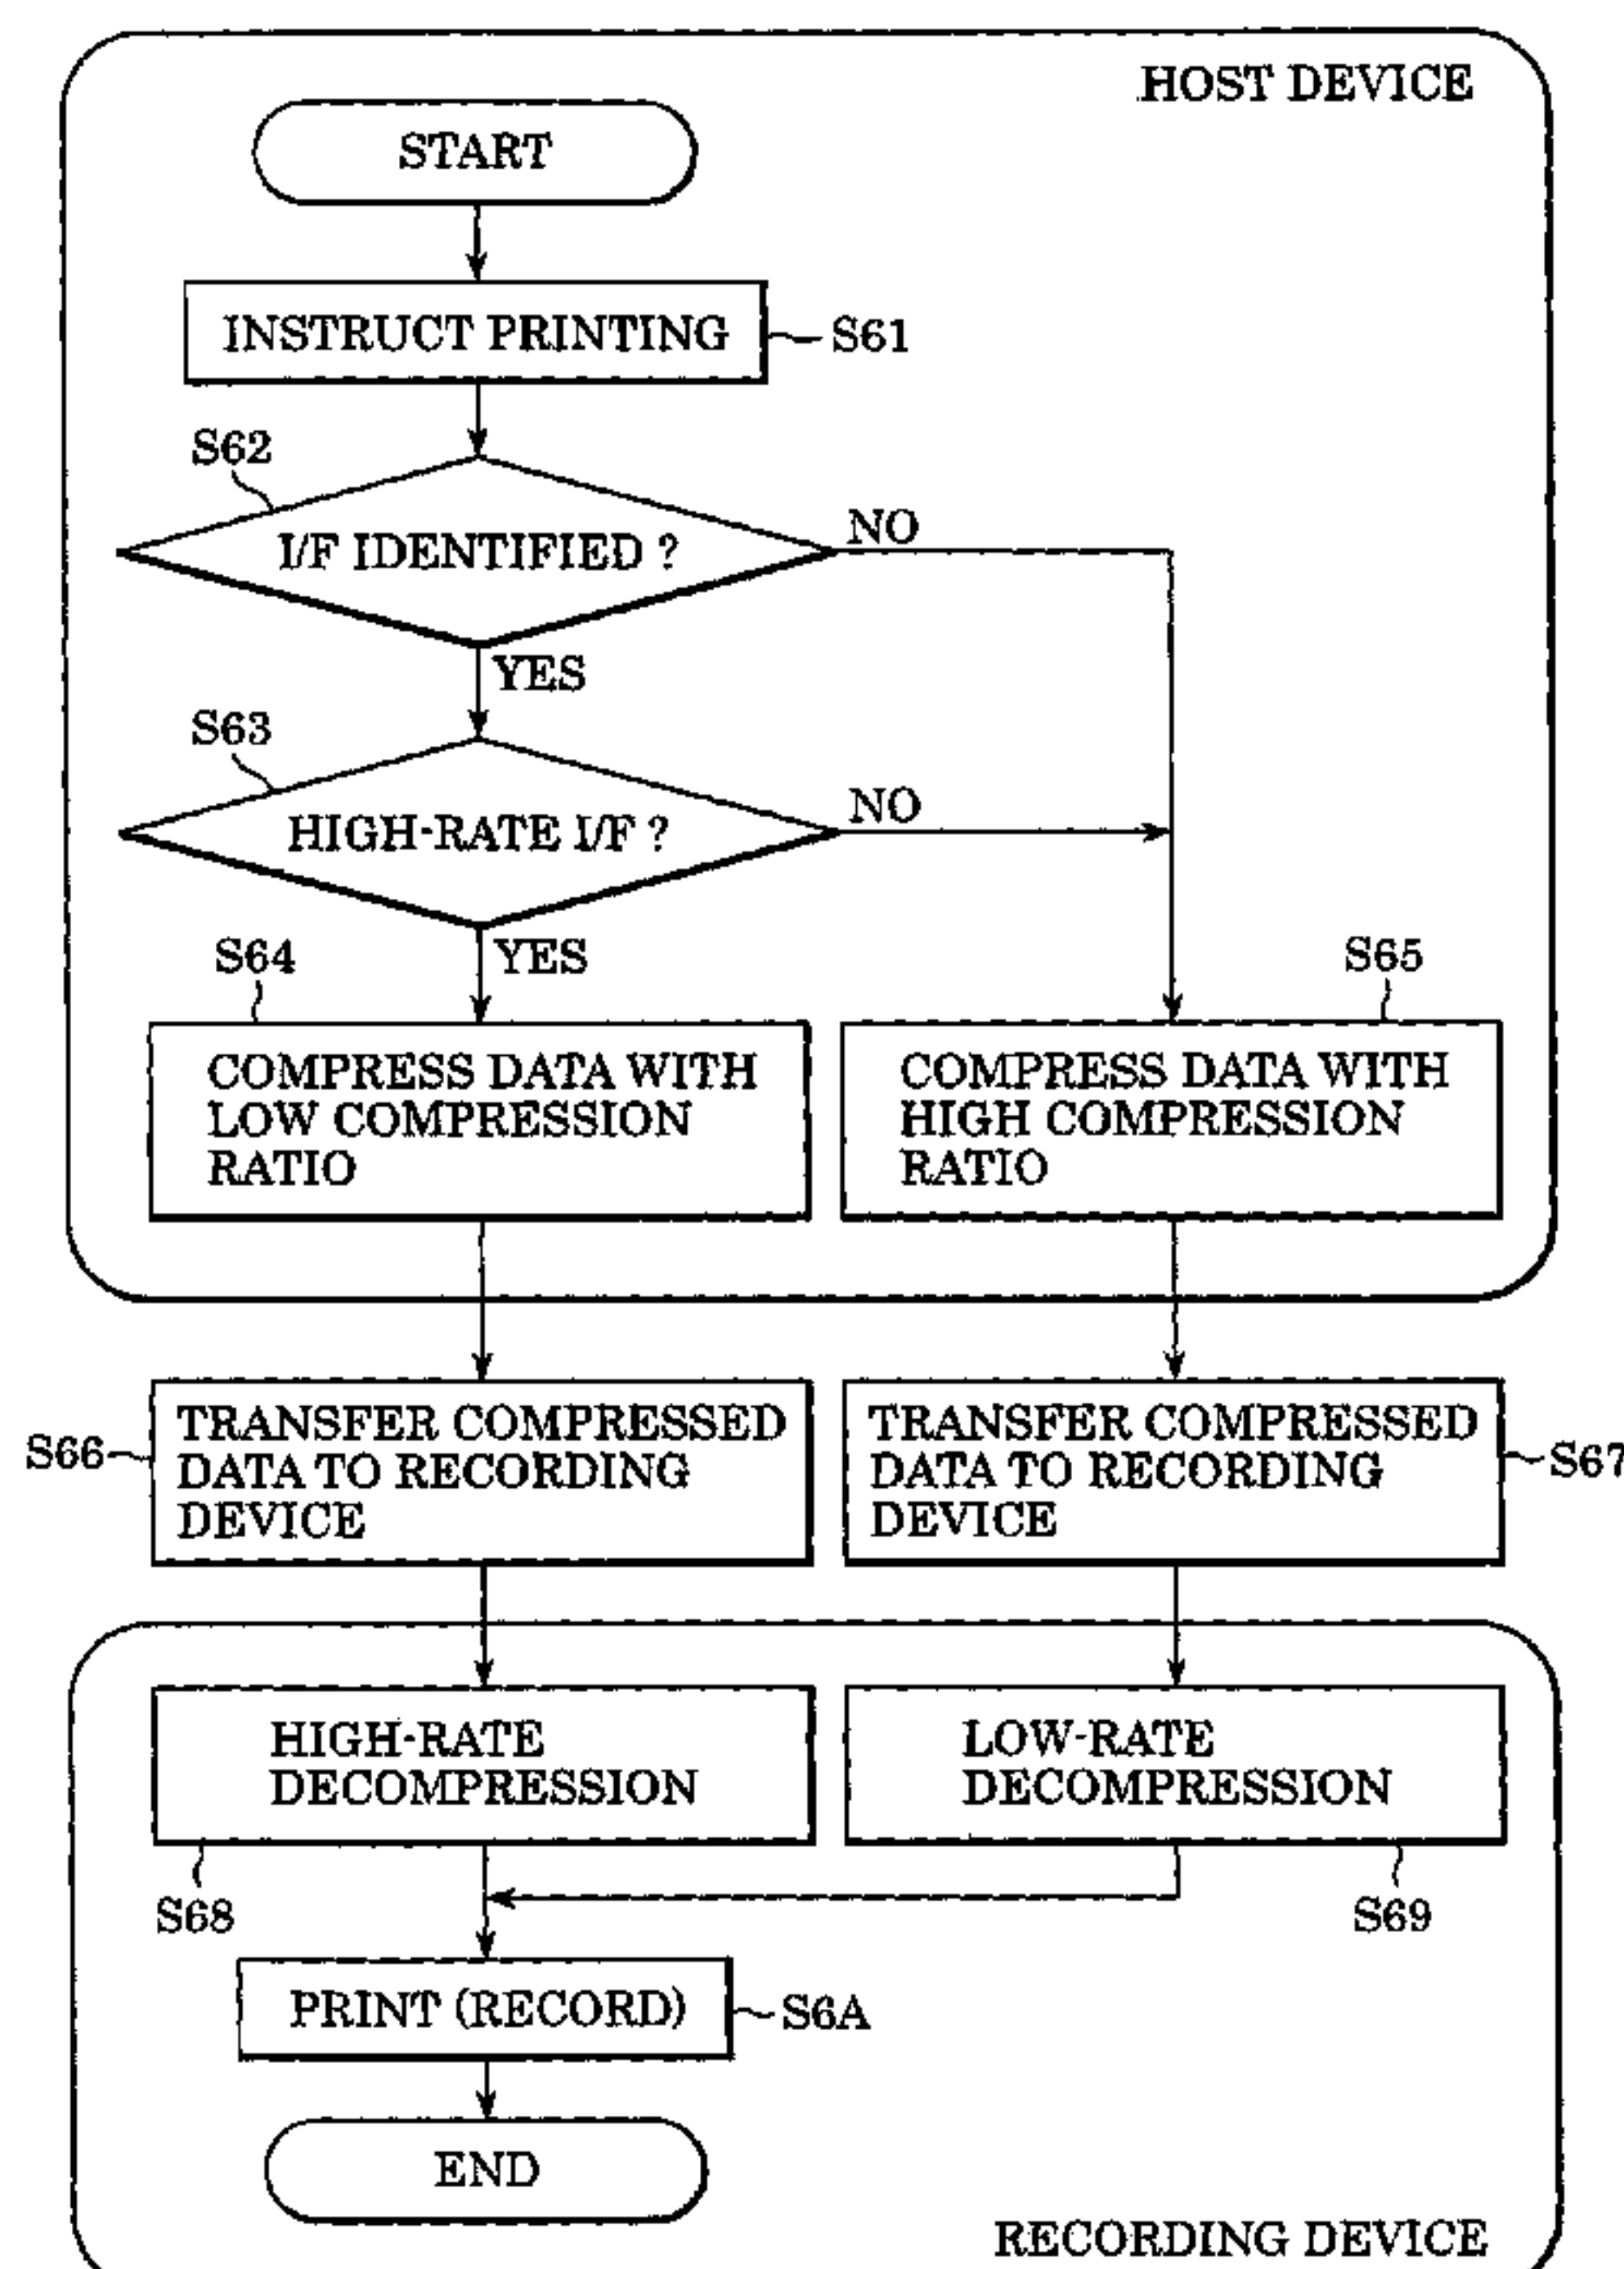 HOST DEVICE
START
INSTRUCT PRINTING
S61
S62
I/F IDENTIFIED ?
NO
YES
S63
HIGH-RATE I/F ?
NO
YES
S64
S65
COMPRESS DATA WITH
LOW COMPRESSION
RATIO
COMPRESS DATA WITH
HIGH COMPRESSION
RATIO
S66
TRANSFER COMPRESSED
DATA TO RECORDING
DEVICE
TRANSFER COMPRESSED
DATA TO RECORDING
DEVICE
S67
HIGH-RATE
DECOMPRESSION
LOW-RATE
DECOMPRESSION
S68
S69
PRINT (RECORD)
S6A
END
RECORDING DEVICE